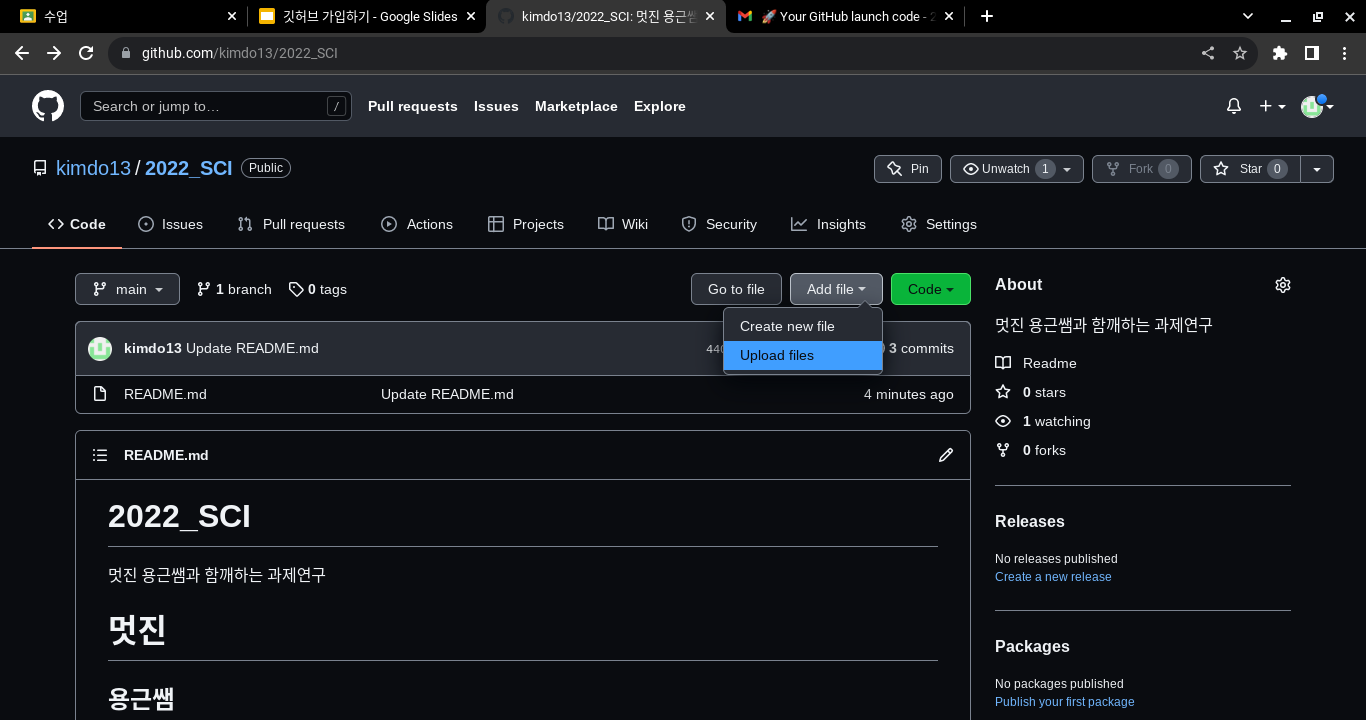 수업
깃허브 가입하기 - Google Slides
kimdo13/2022_SCI: 멋진 용근쌤
🚀 Your GitHub launch code - 2
github.com/kimdo13/2022_SCI
Search or jump to…
/
Pull requests
Issues
Marketplace
Explore
kimdo13 / 2022_SCI
Public
Pin
Unwatch 1
Fork 0
Star 0
Code
Issues
Pull requests
Actions
Projects
Wiki
Security
Insights
Settings
main
1 branch
0 tags
Go to file
Add file
Code
Create new file
Upload files
kimdo13 Update README.md
440
3 commits
README.md
Update README.md
4 minutes ago
README.md
2022_SCI
멋진 용근쌤과 함깨하는 과제연구
멋진
용근쌤
About
멋진 용근쌤과 함깨하는 과제연구
Readme
0 stars
1 watching
0 forks
Releases
No releases published
Create a new release
Packages
No packages published
Publish your first package